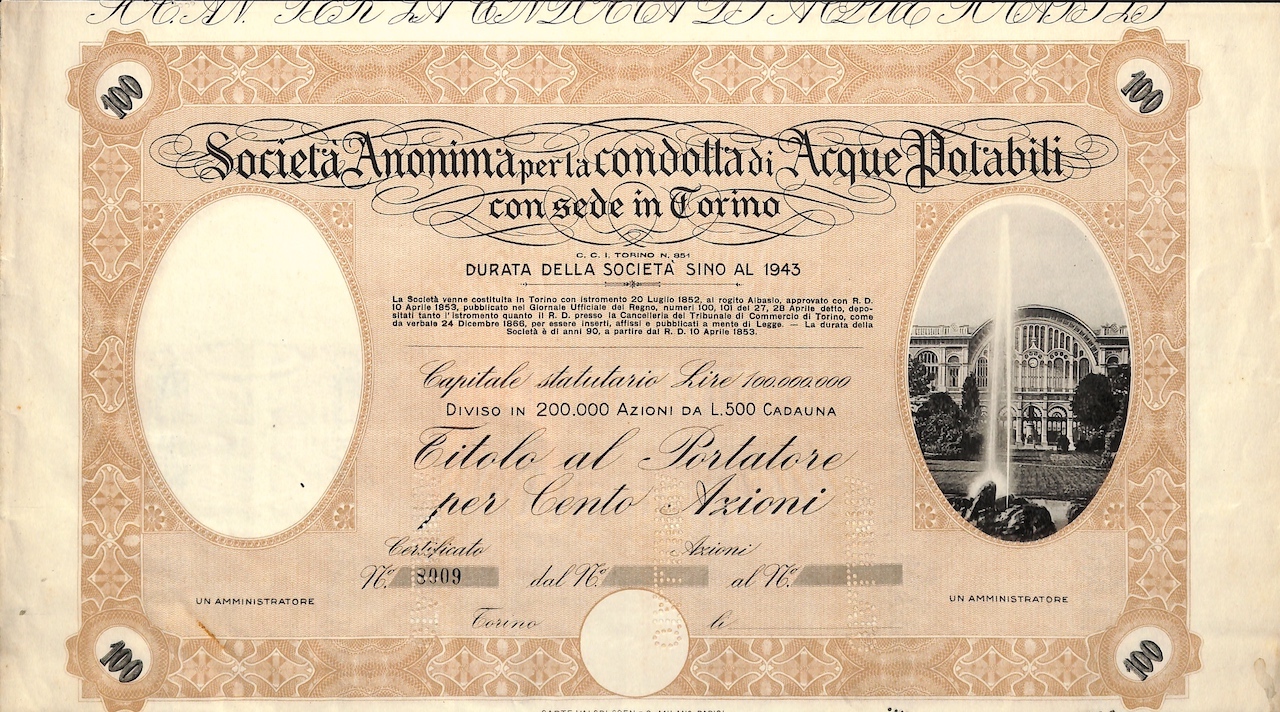 100
100
Società Anonima per la condotta di Acque Potabili
con sede in Torino
C. C. I. TORINO N. 851
DURATA DELLA SOCIETÀ SINO AL 1943
La Società venne costituita in Torino con istromento 20 Luglio 1852, al rogito Albasio, approvato con R. D.
10 Aprile 1853, pubblicato nel Giornale Ufficiale del Regno, numeri 100, 101 del 27, 28 Aprile detto, depo-
sitati tanto l'istromento quanto il R. D. presso la Cancelleria del Tribunale di Commercio di Torino, come
da verbale 24 Dicembre 1866, per essere inserti, affissi e pubblicati a mente di Legge. — La durata della
Società è di anni 90, a partire dal R. D. 10 Aprile 1853.
Capitale statutario Lire 100.000.000
DIVISO IN 200.000 AZIONI DA L.500 CADAUNA
Titolo al Portatore
per Cento Azioni
Certificato Azioni
N.º 8009 dal N.º al N.º
UN AMMINISTRATORE
UN AMMINISTRATORE
Torino li
100
100